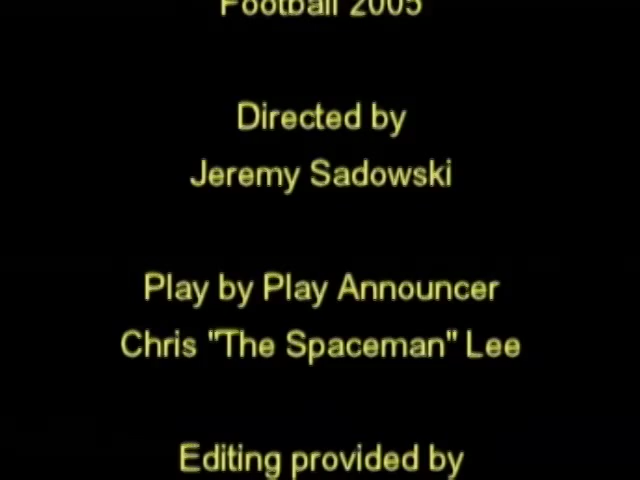 Football 2005
Directed by
Jeremy Sadowski
Play by Play Announcer
Chris "The Spaceman" Lee
Editing provided by